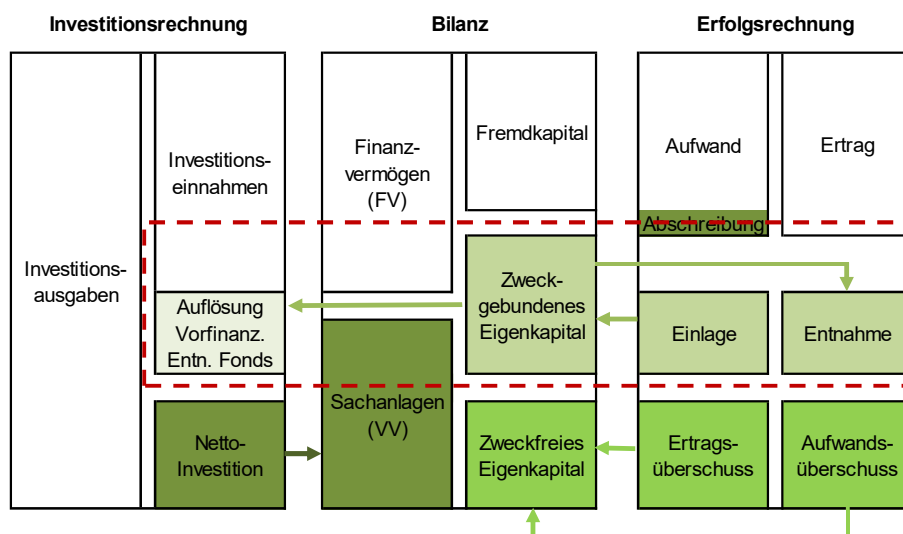 Investitionsrechnung
Bilanz
Erfolgsrechnung
Investitions-
ausgaben
Investitions-
einnahmen
Auflösung
Vorfinanz.
Entn. Fonds
Netto-
Investition
Finanz-
vermögen
(FV)
Sachanlagen
(VV)
Fremdkapital
Zweck-
gebundenes
Eigenkapital
Zweckfreies
Eigenkapital
Aufwand
Abschreibung
Einlage
Ertrags-
überschuss
Ertrag
Entnahme
Aufwands-
überschuss